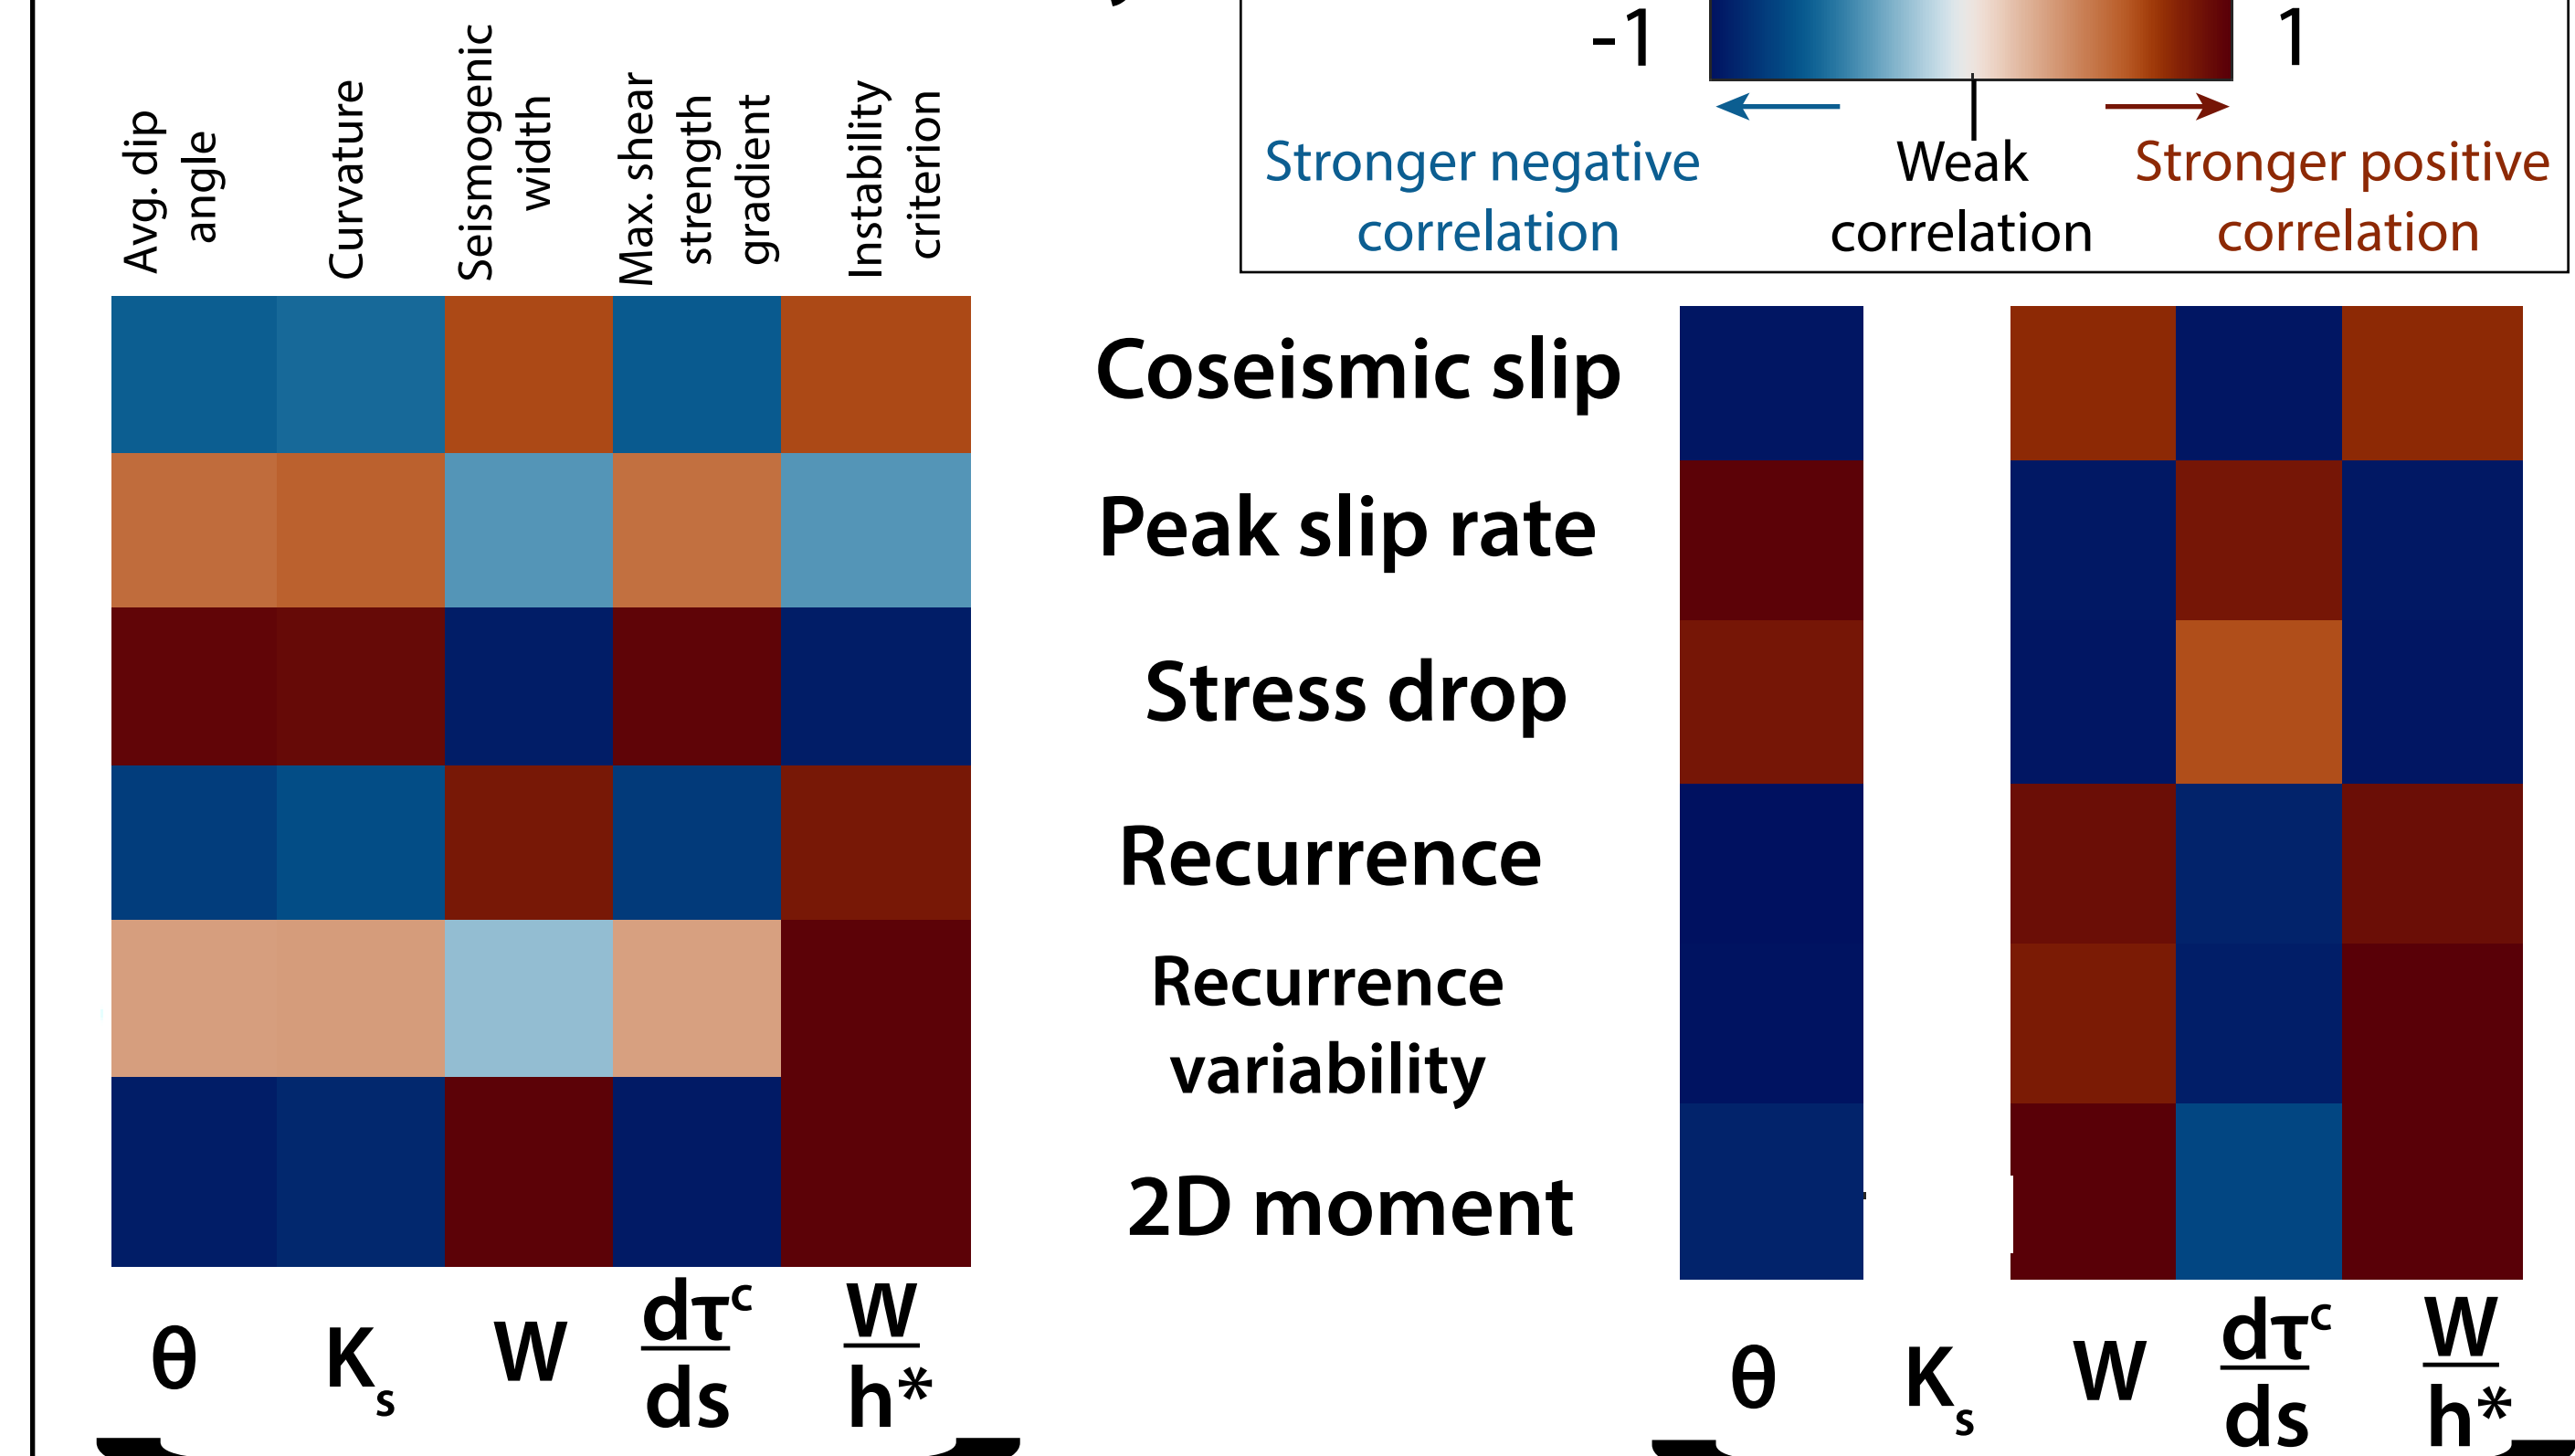 Avg. dip
angle
Curvature
Seismogenic
width
Max. shear
strength
gradient
Instability
criterion
-1
1
Stronger negative
correlation
Weak
correlation
Stronger positive
correlation
Coseismic slip
Peak slip rate
Stress drop
Recurrence
Recurrence
variability
2D moment
θ
Ks
W
dτc
ds
W
h*
θ
Ks
W
dτc
ds
W
h*